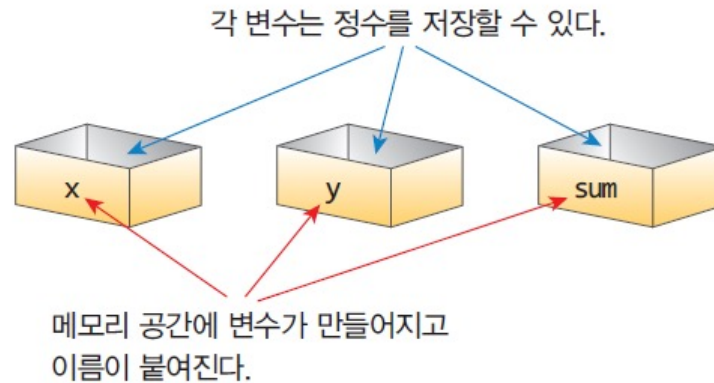 각 변수는 정수를 저장할 수 있다.
x
y
sum
메모리 공간에 변수가 만들어지고
이름이 붙여진다.